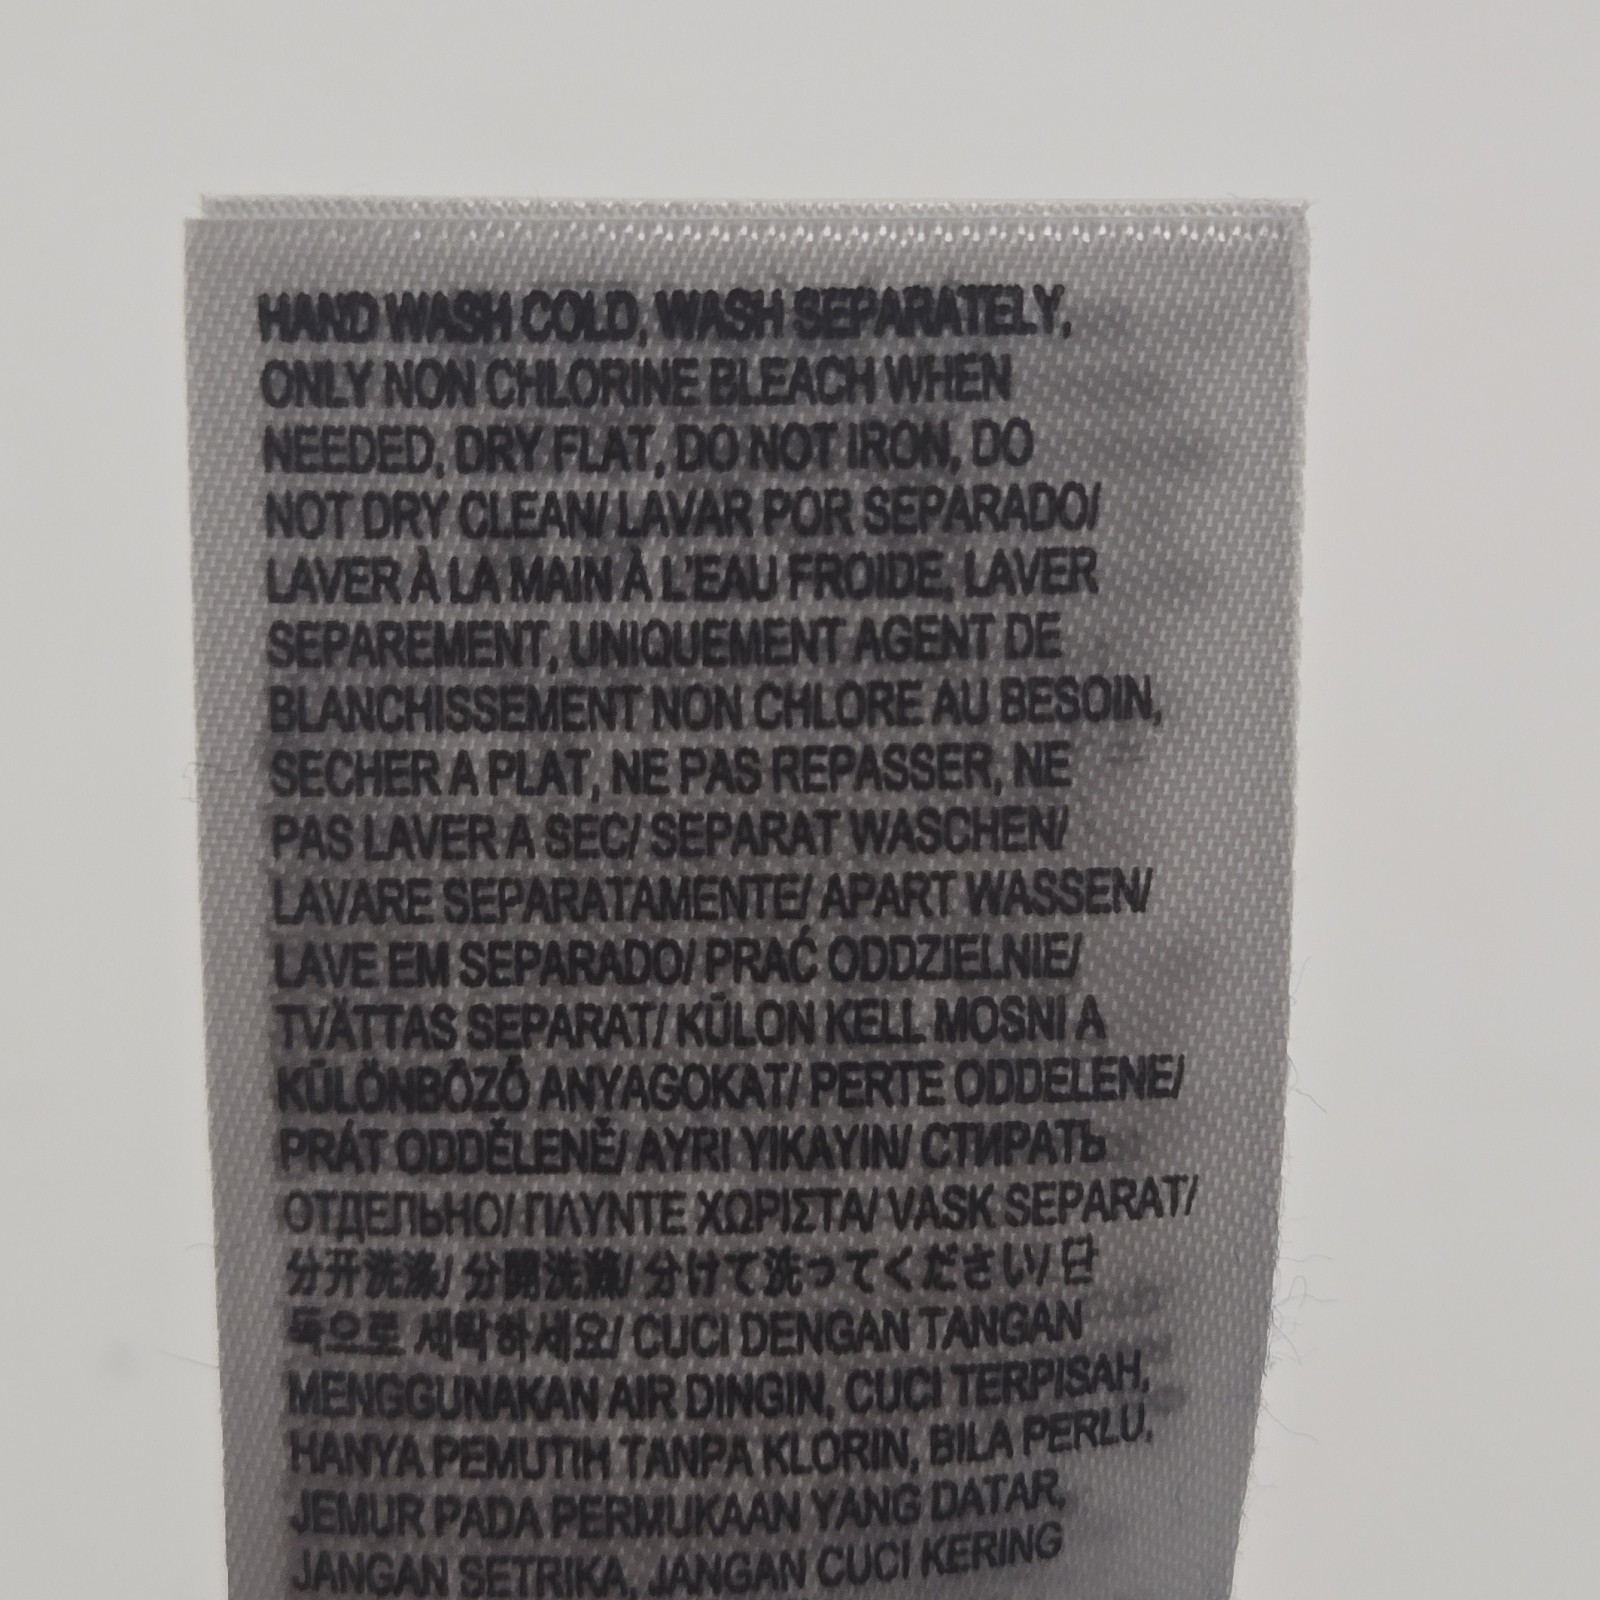 HAND WASH COLD, WASH SEPARATELY,
ONLY NON CHLORINE BLEACH WHEN
NEEDED, DRY FLAT, DO NOT IRON, DO
NOT DRY CLEAN/ LAVAR POR SEPARADO/
LAVER À LA MAIN À L'EAU FROIDE, LAVER
SEPAREMENT, UNIQUEMENT AGENT DE
BLANCHISSEMENT NON CHLORE AU BESOIN,
SECHER A PLAT, NE PAS REPASSER, NE
PAS LAVER A SEC/ SEPARAT WASCHEN/
LAVARE SEPARATAMENTE/ APART WASSEN/
LAVE EM SEPARADO/ PRAĆ ODDZIELNIE/
TVÄTTAS SEPARAT/ KŪLON KELL MOSNI A
KŪLÖNBŌZŌ ANYAGOKAT/ PERTE ODDELENE/
PRÁT ODDĚLENĚ/ AYRI YIKAYIN/ СТИРАТЬ
ОТДЕЛЬНО/ ΠΛΥΝΤΕ ΧΩΡΙΣΤΑ/ VASK SEPARAT/
分开洗涤/ 分開洗滌/ 分けて洗ってください/ 단
독으로 세탁하세요/ CUCI DENGAN TANGAN
MENGGUNAKAN AIR DINGIN, CUCI TERPISAH,
HANYA PEMUTIH TANPA KLORIN, BILA PERLU,
JEMUR PADA PERMUKAAN YANG DATAR,
JANGAN SETRIKA, JANGAN CUCI KERING